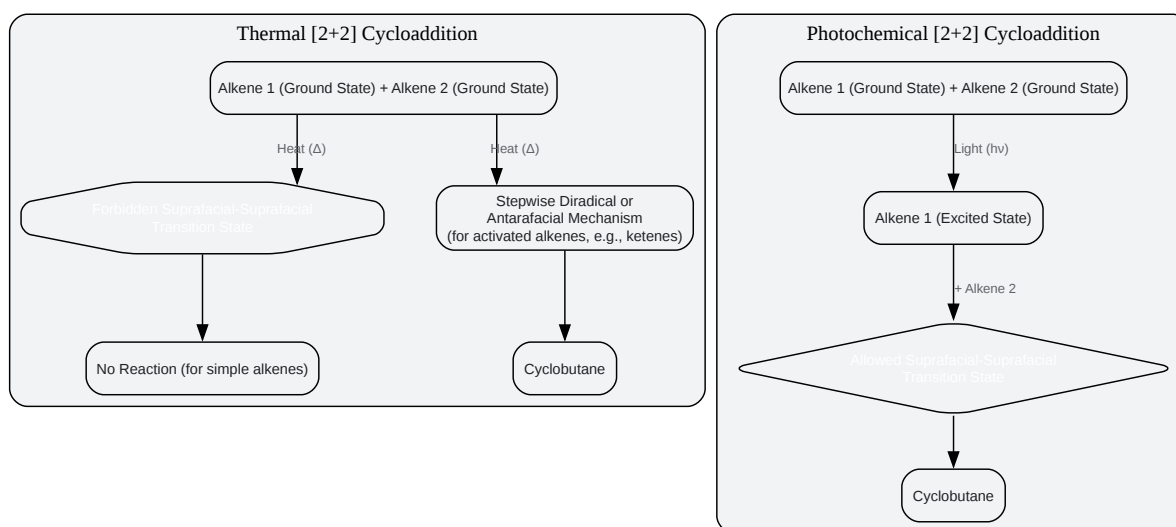 Thermal [2+2] Cycloaddition
Alkene 1 (Ground State) + Alkene 2 (Ground State)
Heat (Δ)
Heat (Δ)
Forbidden Suprafacial-Suprafacial
Transition State
Stepwise Diradical or
Antarafacial Mechanism
(for activated alkenes, e.g., ketenes)
No Reaction (for simple alkenes)
Cyclobutane
Photochemical [2+2] Cycloaddition
Alkene 1 (Ground State) + Alkene 2 (Ground State)
Light (hν)
Alkene 1 (Excited State)
+ Alkene 2
Allowed Suprafacial-Suprafacial
Transition State
Cyclobutane